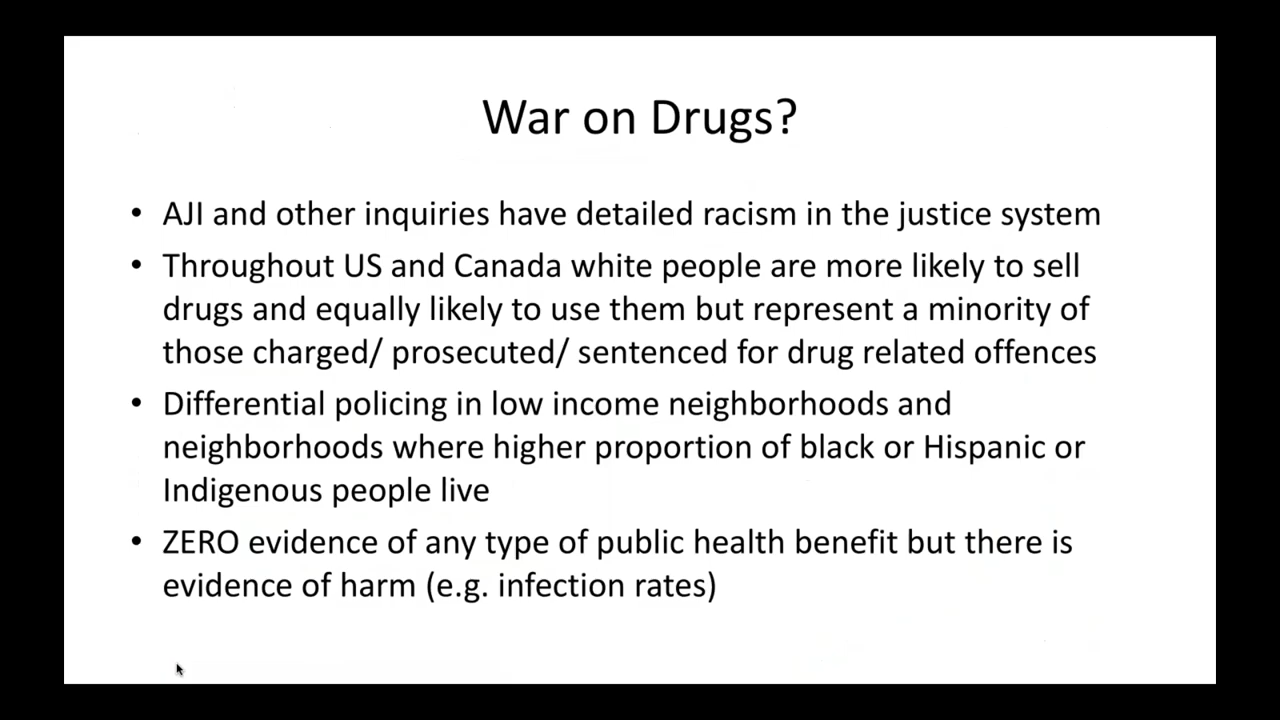 War on Drugs?
• AJI and other inquiries have detailed racism in the justice system
• Throughout US and Canada white people are more likely to sell
drugs and equally likely to use them but represent a minority of
those charged/ prosecuted/ sentenced for drug related offences
• Differential policing in low income neighborhoods and
neighborhoods where higher proportion of black or Hispanic or
Indigenous people live
• ZERO evidence of any type of public health benefit but there is
evidence of harm (e.g. infection rates)